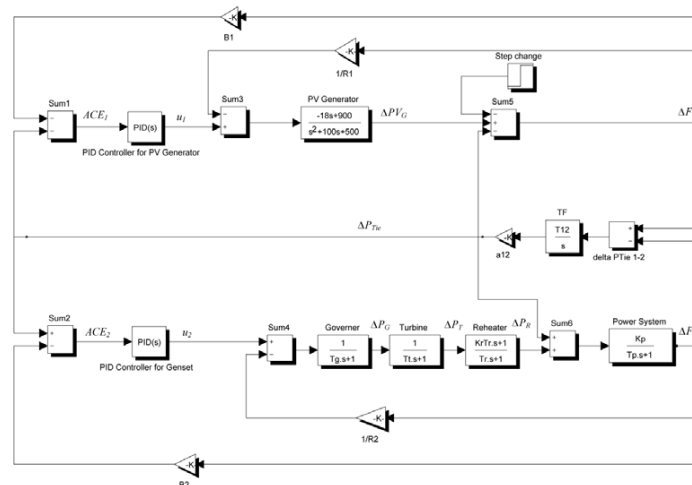 -K-
B1
-K-
1/R1
Step change
Sum1
ACE1
PID(s)
u1
PID Controller for PV Generator
Sum3
PV Generator
-18s+900
s2+100s+500
ΔPVG
Sum5
ΔF
ΔPTie
-K-
a12
TF
T12
s
delta PTie 1-2
Sum2
ACE2
PID(s)
u2
PID Controller for Genset
Sum4
Governer
1
Tg.s+1
ΔPG
Turbine
1
Tt.s+1
ΔPT
Reheater
KrTr.s+1
Tr.s+1
ΔPR
Sum6
Power System
Kp
Tp.s+1
ΔF
-K-
1/R2
-K-